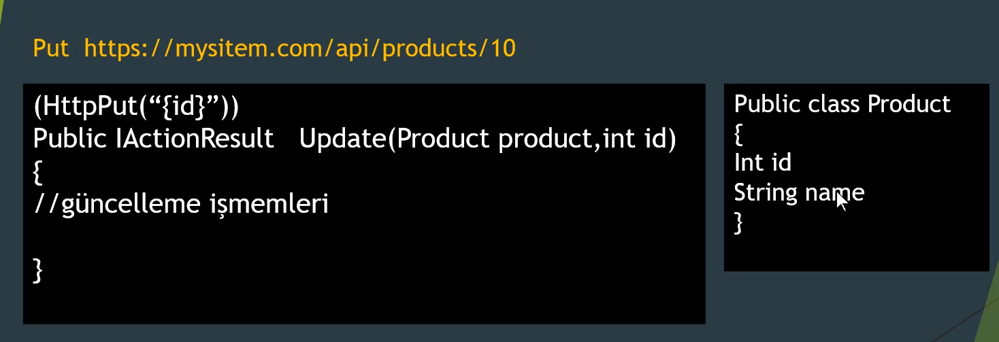 Put https://mysitem.com/api/products/10
(HttpPut(“{id}”))
Public IActionResult Update(Product product,int id)
{
//güncelleme işmemleri
}
Public class Product
{
Int id
String name
}